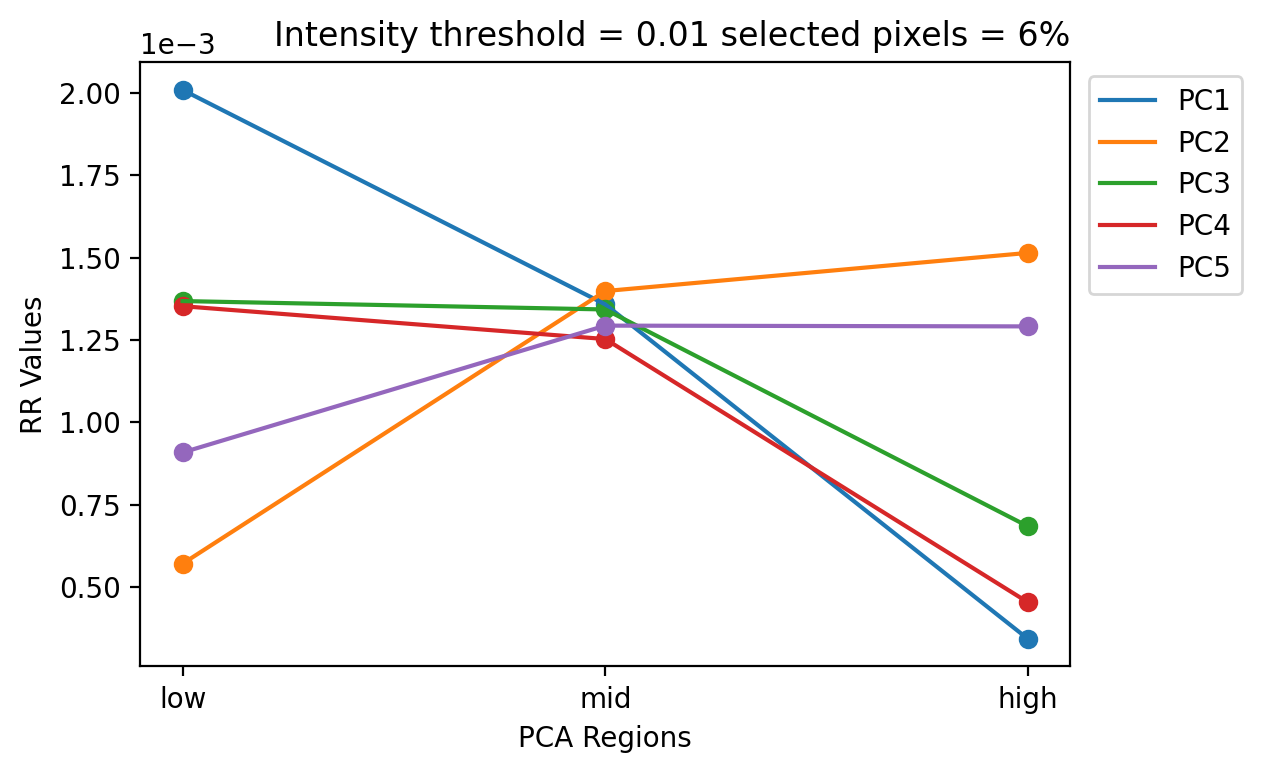 Intensity threshold = 0.01 selected pixels = 6%
1e−3
2.00
1.75
1.50
1.25
1.00
0.75
0.50
RR Values
low
mid
high
PCA Regions
PC1
PC2
PC3
PC4
PC5